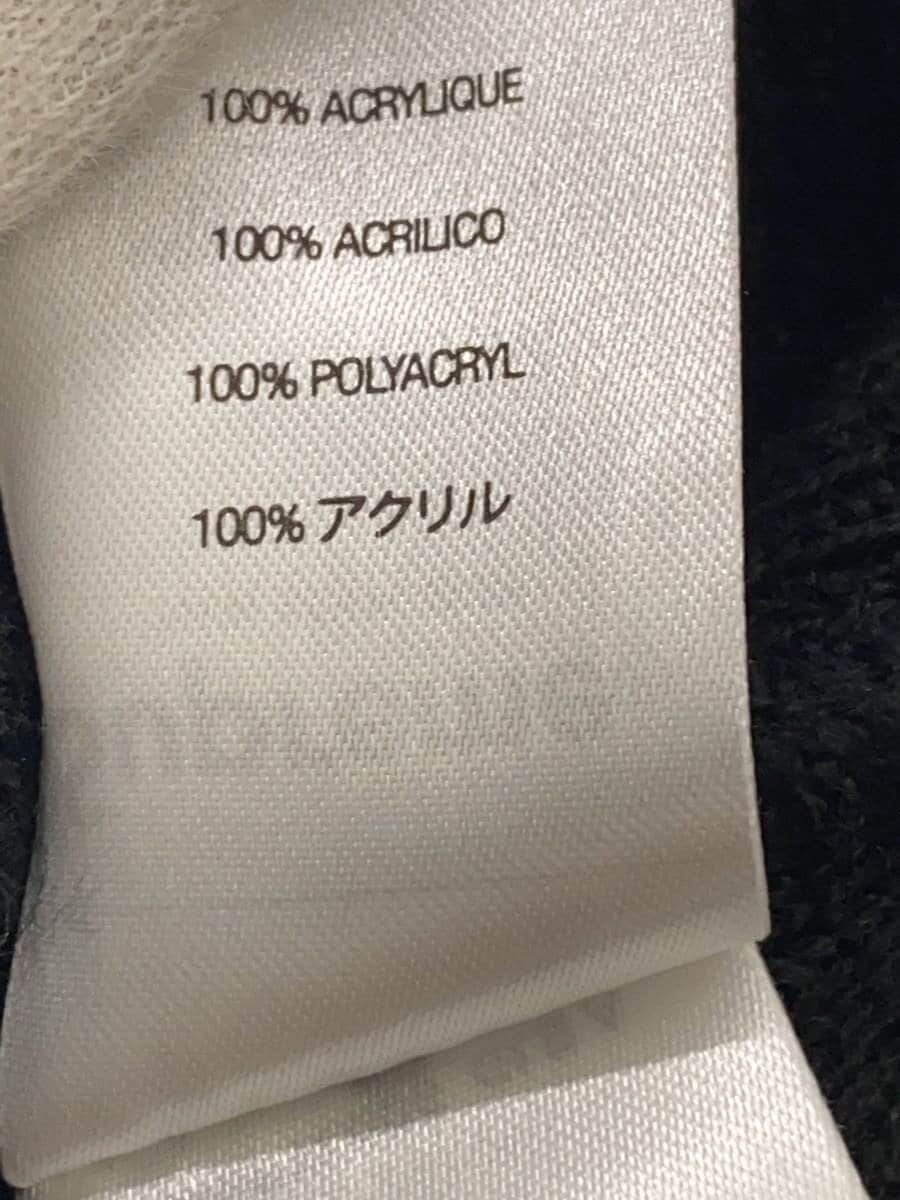 100% ACRYLIQUE
100% ACRILICO
100% POLYACRYL
100% アクリル